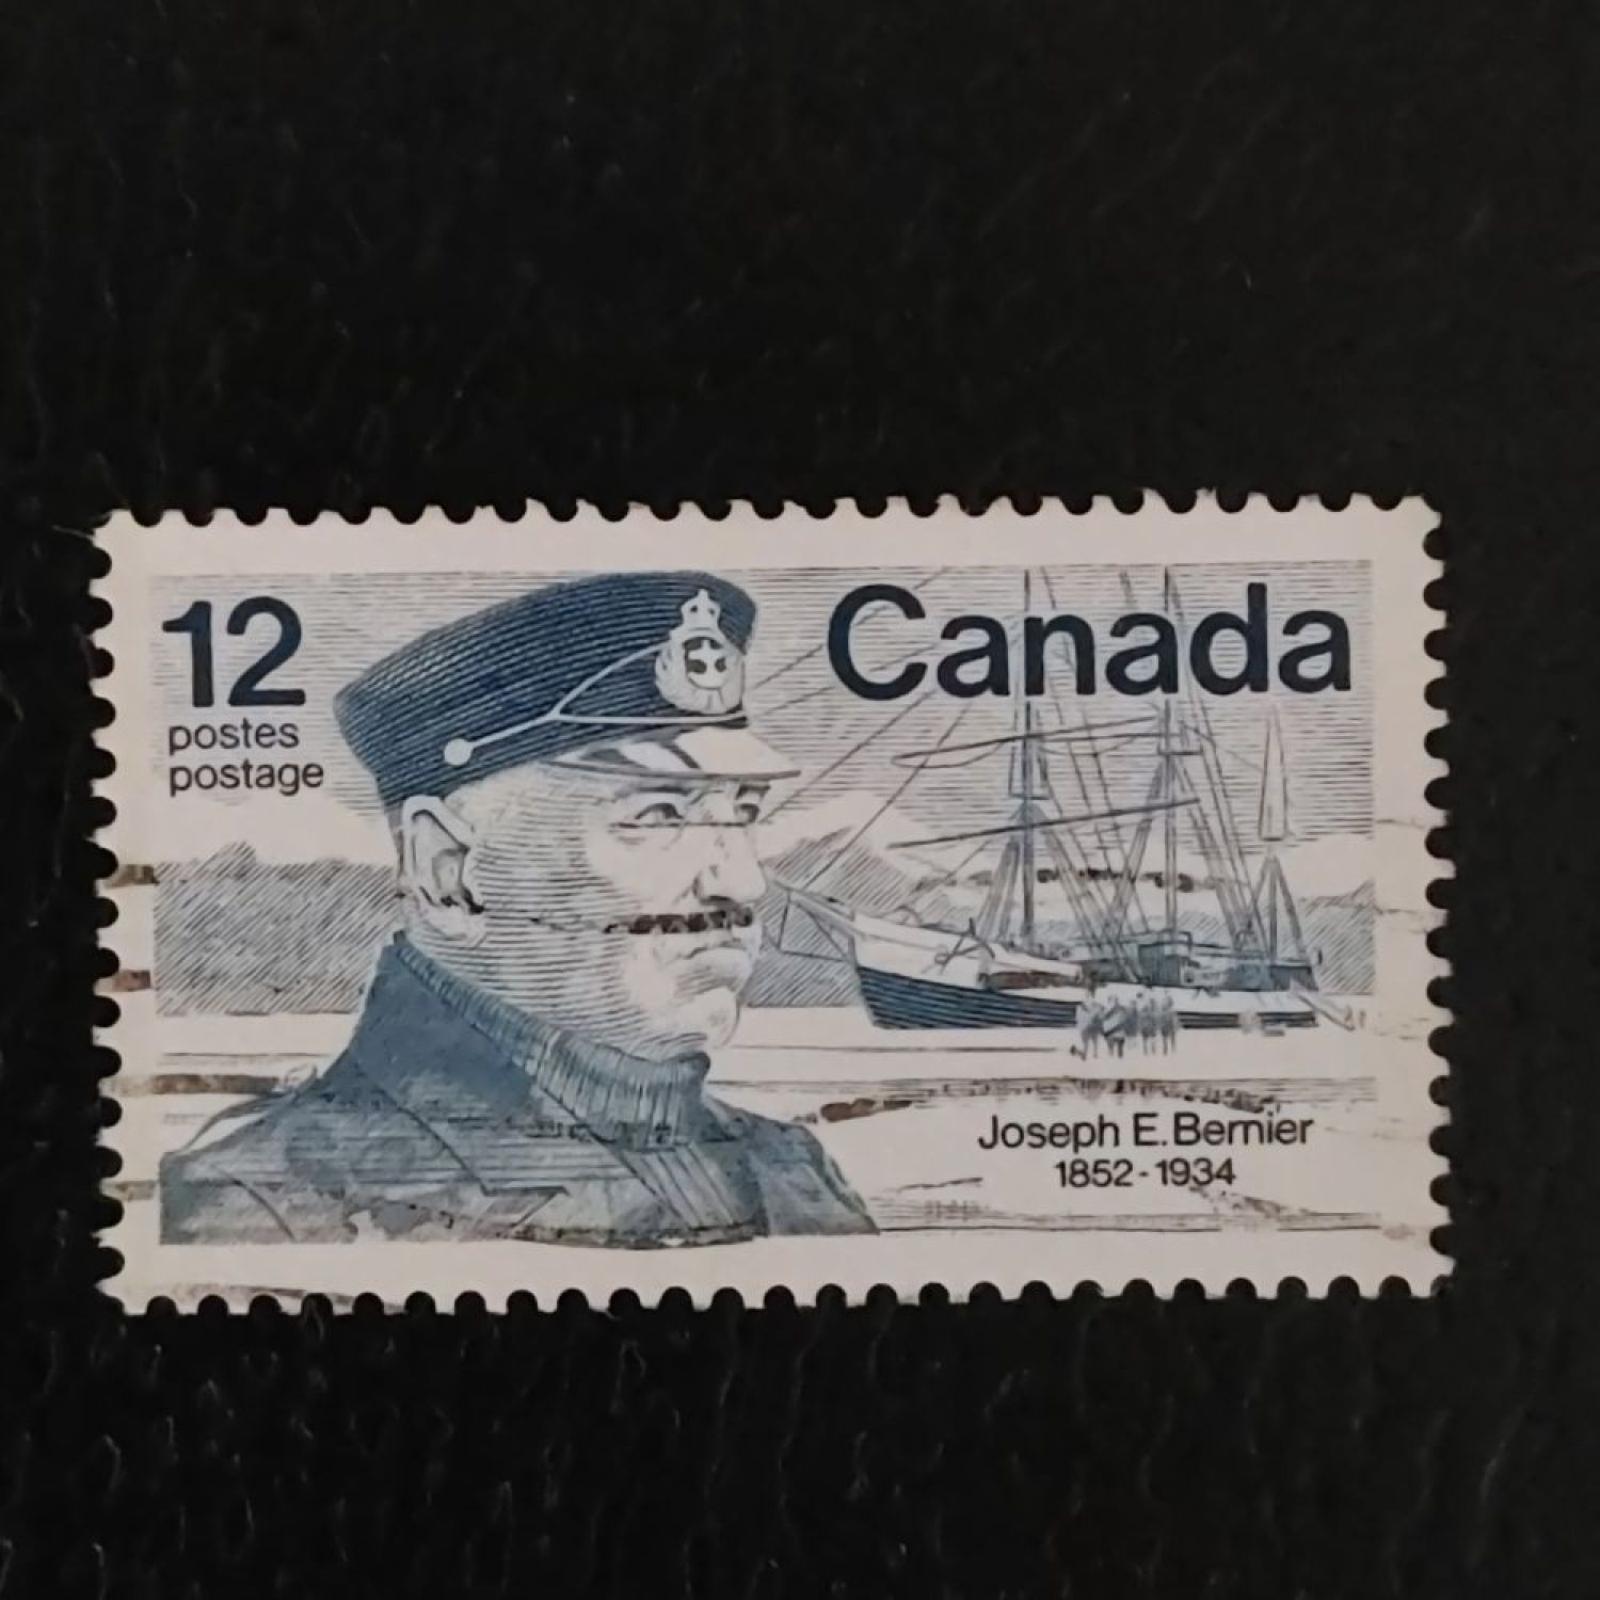 12
Canada
postes
postage
Joseph E. Bernier
1852-1934